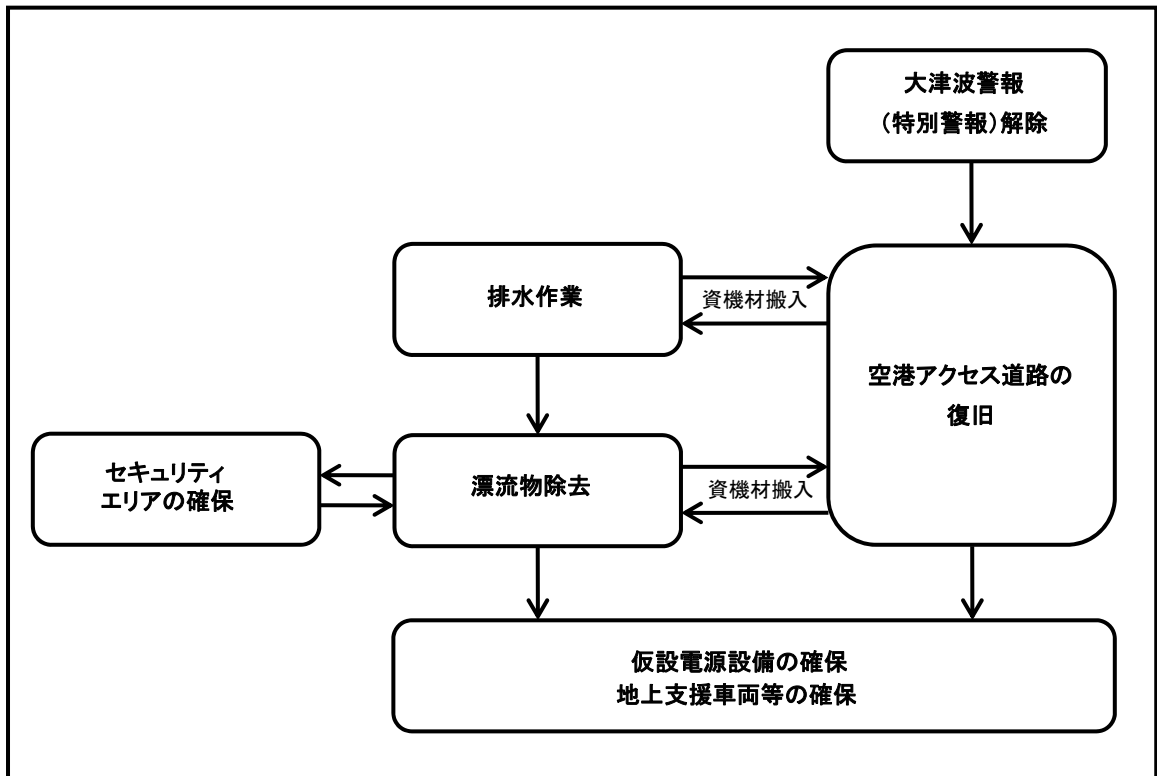 大津波警報
（特別警報）解除
排水作業
資機材搬入
空港アクセス道路の
復旧
セキュリティ
エリアの確保
漂流物除去
資機材搬入
仮設電源設備の確保
地上支援車両等の確保